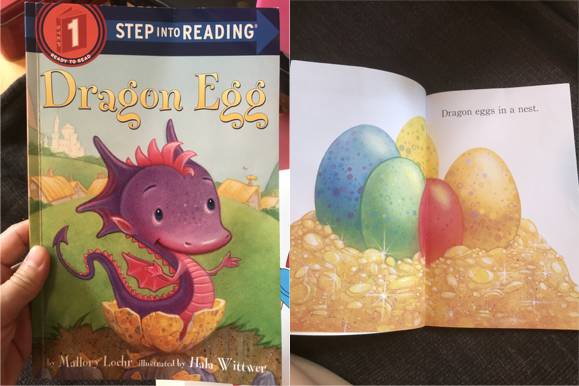 STEP 1
READY-TO-READ
STEP INTO READING®
Dragon Egg
by Mallory Loehr illustrated by Hala Wittwer
Dragon eggs in a nest.